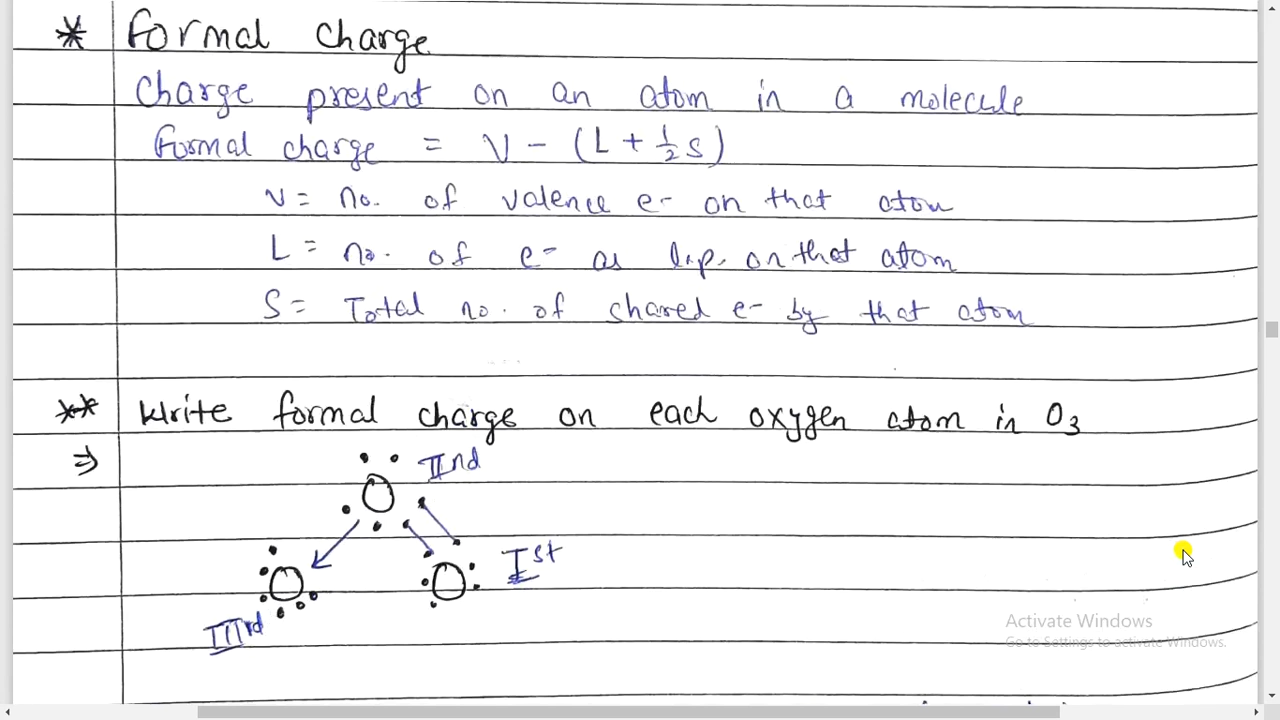 * Formal charge
Charge present on an atom in a molecule
Formal charge = V - (L + 1/2 S)
V = no. of valence e- on that atom
L = no. of e- as l.p. on that atom
S = Total no. of shared e- by that atom
** Write formal charge on each oxygen atom in O3
⇒
IInd
O
O O Ist
IIIrd
Activate Windows
Go to Settings to activate Windows.